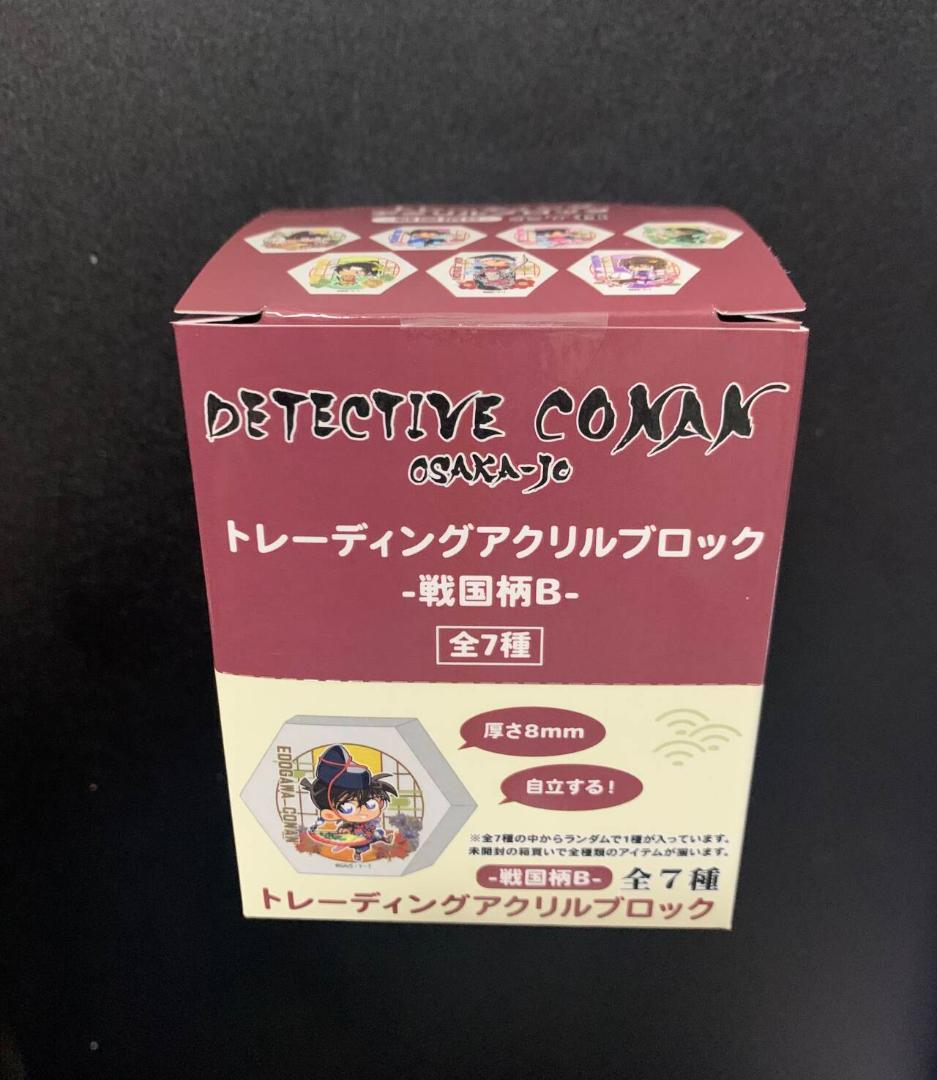 DETECTIVE CONAN
OSAKA-JO
トレーディングアクリルブロック
-戦国柄B-
全7種
厚さ8mm
自立する!
EDOGAWA-CONAN
※全7種の中からランダムで1種が入っています。
未開封の箱買いで全種類のアイテムが揃います。
-戦国柄B- 全7種
トレーディングアクリルブロック